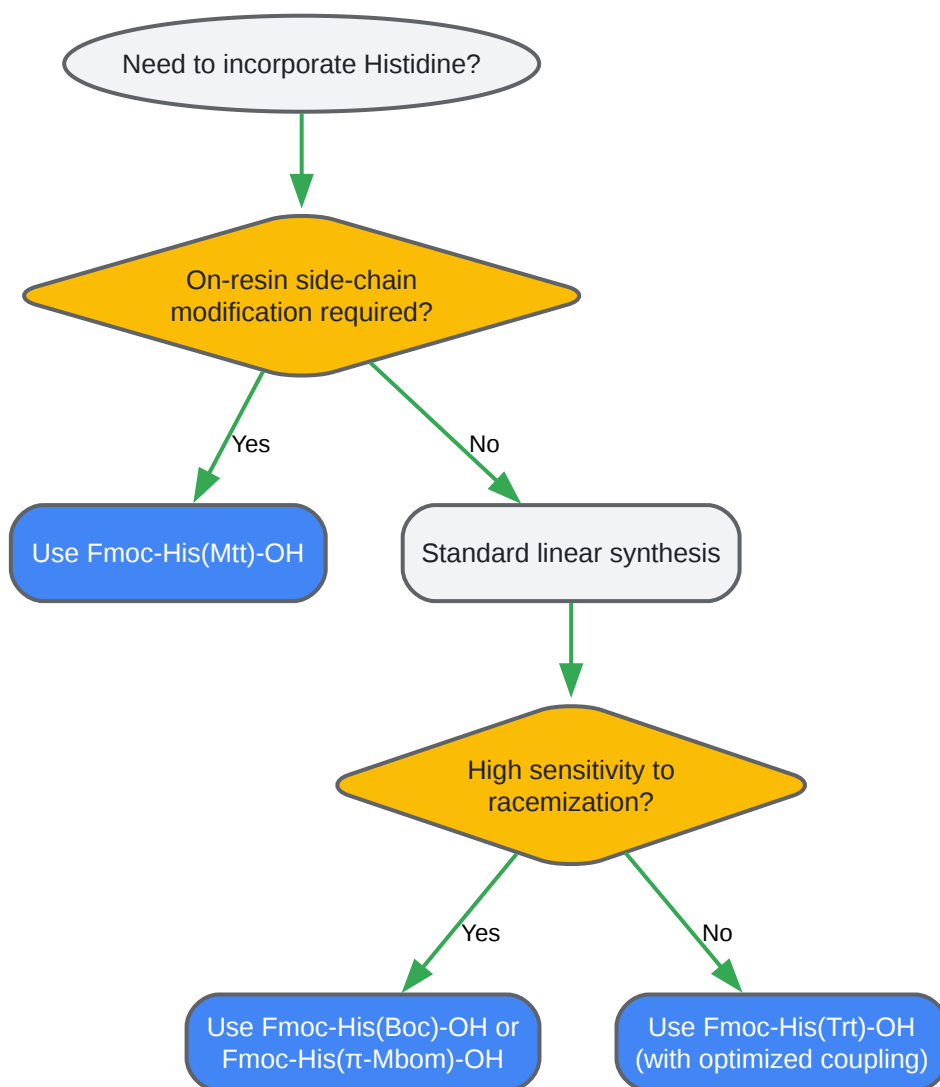 Need to incorporate Histidine?
On-resin side-chain
modification required?
Yes
No
Use Fmoc-His(Mtt)-OH
Standard linear synthesis
High sensitivity to
racemization?
Yes
No
Use Fmoc-His(Boc)-OH or
Fmoc-His(π-Mbom)-OH
Use Fmoc-His(Trt)-OH
(with optimized coupling)